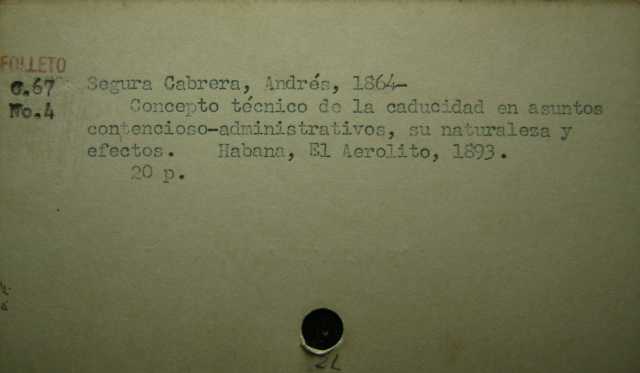 FOLLETO
C.67
No.4
Segura Cabrera, Andrés, 1864-
Concepto técnico de la caducidad en asuntos
contencioso-administrativos, su naturaleza y
efectos. Habana, El Aerolito, 1893.
20 p.